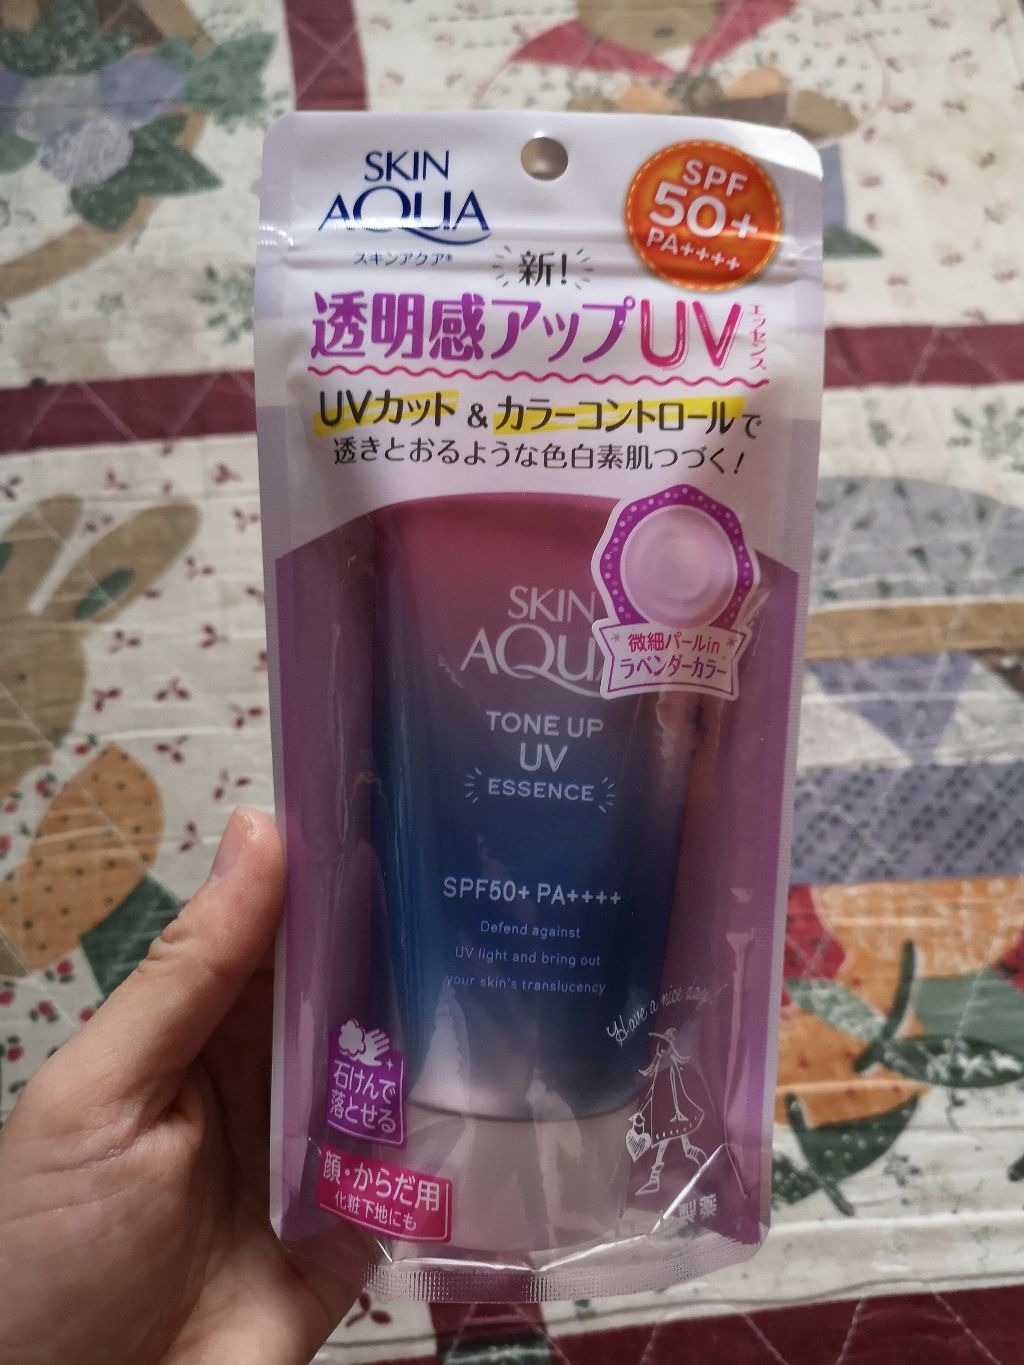 SKIN
AQUA
スキンアクア®
SPF
50+
PA++++
新!
透明感アップUV
エッセンス
UVカット & カラーコントロールで
透きとおるような色白素肌つづく!
SKIN
AQUA
微細パールin
ラベンダーカラー
TONE UP
UV
ESSENCE
SPF50+ PA++++
Defend against
UV light and bring out
your skin's translucency
Have a nice day
石けんで
落とせる
顔・からだ用
化粧下地にも
製薬